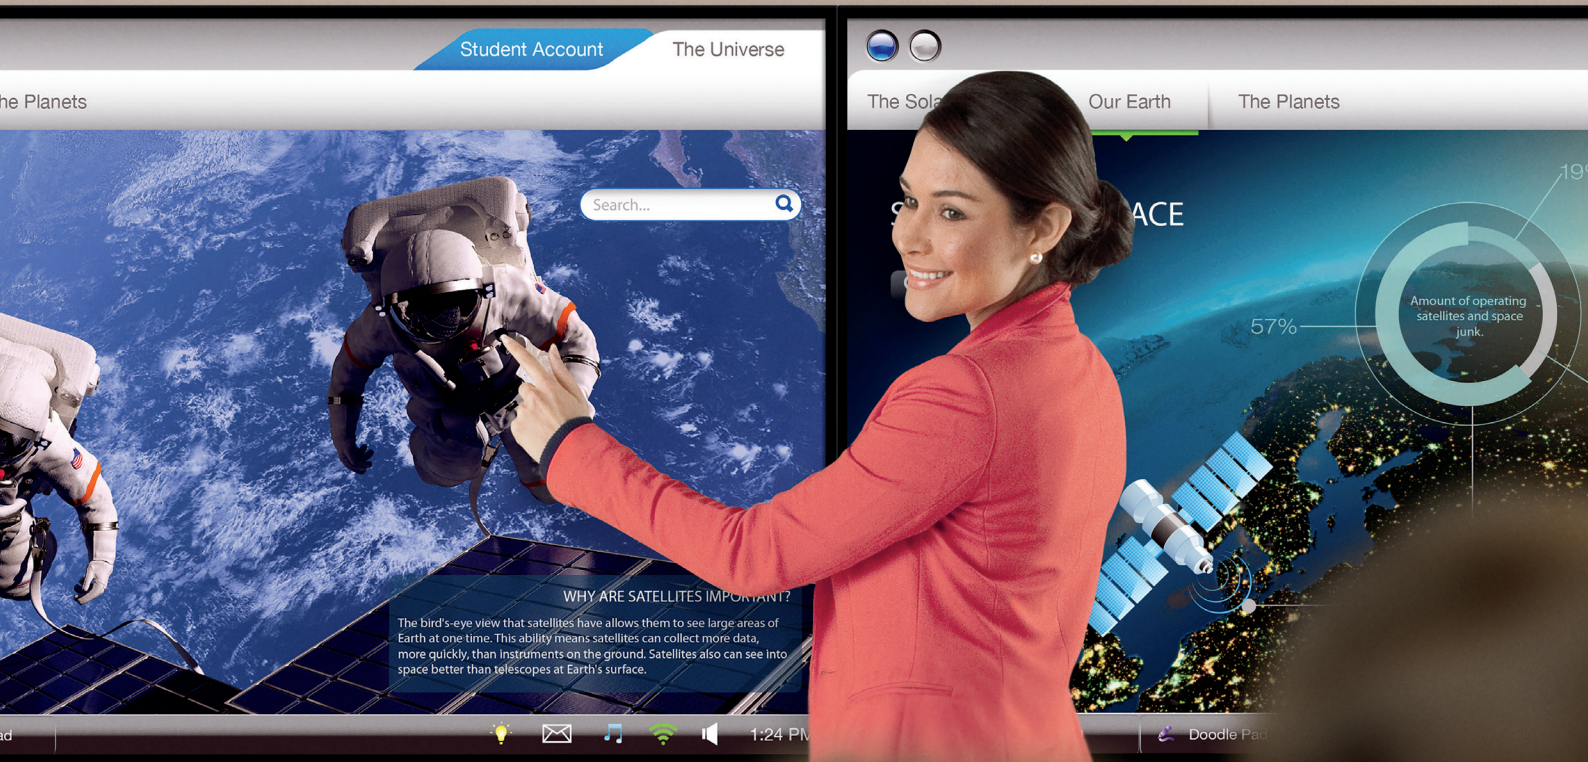 Student Account
The Universe
he Planets
Search...
WHY ARE SATELLITES IMPORTANT?
The bird's-eye view that satellites have allows them to see large areas of
Earth at one time. This ability means satellites can collect more data,
more quickly, than instruments on the ground. Satellites also can see into
space better than telescopes at Earth's surface.
ad
1:24 PM
The Sola
Our Earth
The Planets
S ACE
19%
57%
Amount of operating
satellites and space
junk.
Doodle Pad